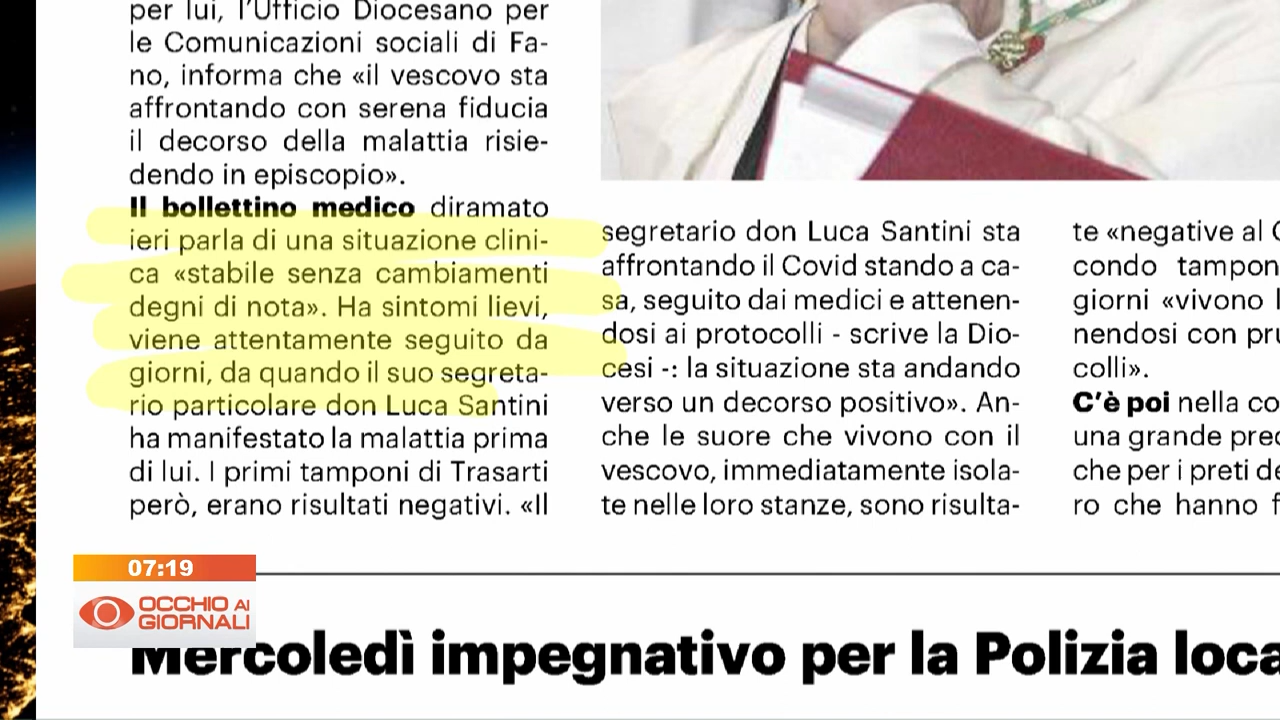 per lui, l'Ufficio Diocesano per
le Comunicazioni sociali di Fa-
no, informa che «il vescovo sta
affrontando con serena fiducia
il decorso della malattia risie-
dendo in episcopio».
Il bollettino medico diramato
ieri parla di una situazione clini-
ca «stabile senza cambiamenti
degni di nota». Ha sintomi lievi,
viene attentamente seguito da
giorni, da quando il suo segreta-
rio particolare don Luca Santini
ha manifestato la malattia prima
di lui. I primi tamponi di Trasarti
però, erano risultati negativi. «Il
segretario don Luca Santini sta
affrontando il Covid stando a ca-
sa, seguito dai medici e attenen-
dosi ai protocolli - scrive la Dio-
cesi -: la situazione sta andando
verso un decorso positivo». An-
che le suore che vivono con il
vescovo, immediatamente isola-
te nelle loro stanze, sono risulta-
te «negative al
condo tampon
giorni «vivono
nendosi con pru
colli».
C'è poi nella co
una grande prec
che per i preti de
ro che hanno f
07:19
OCCHIO AI
GIORNALI
Mercoledì impegnativo per la Polizia loca